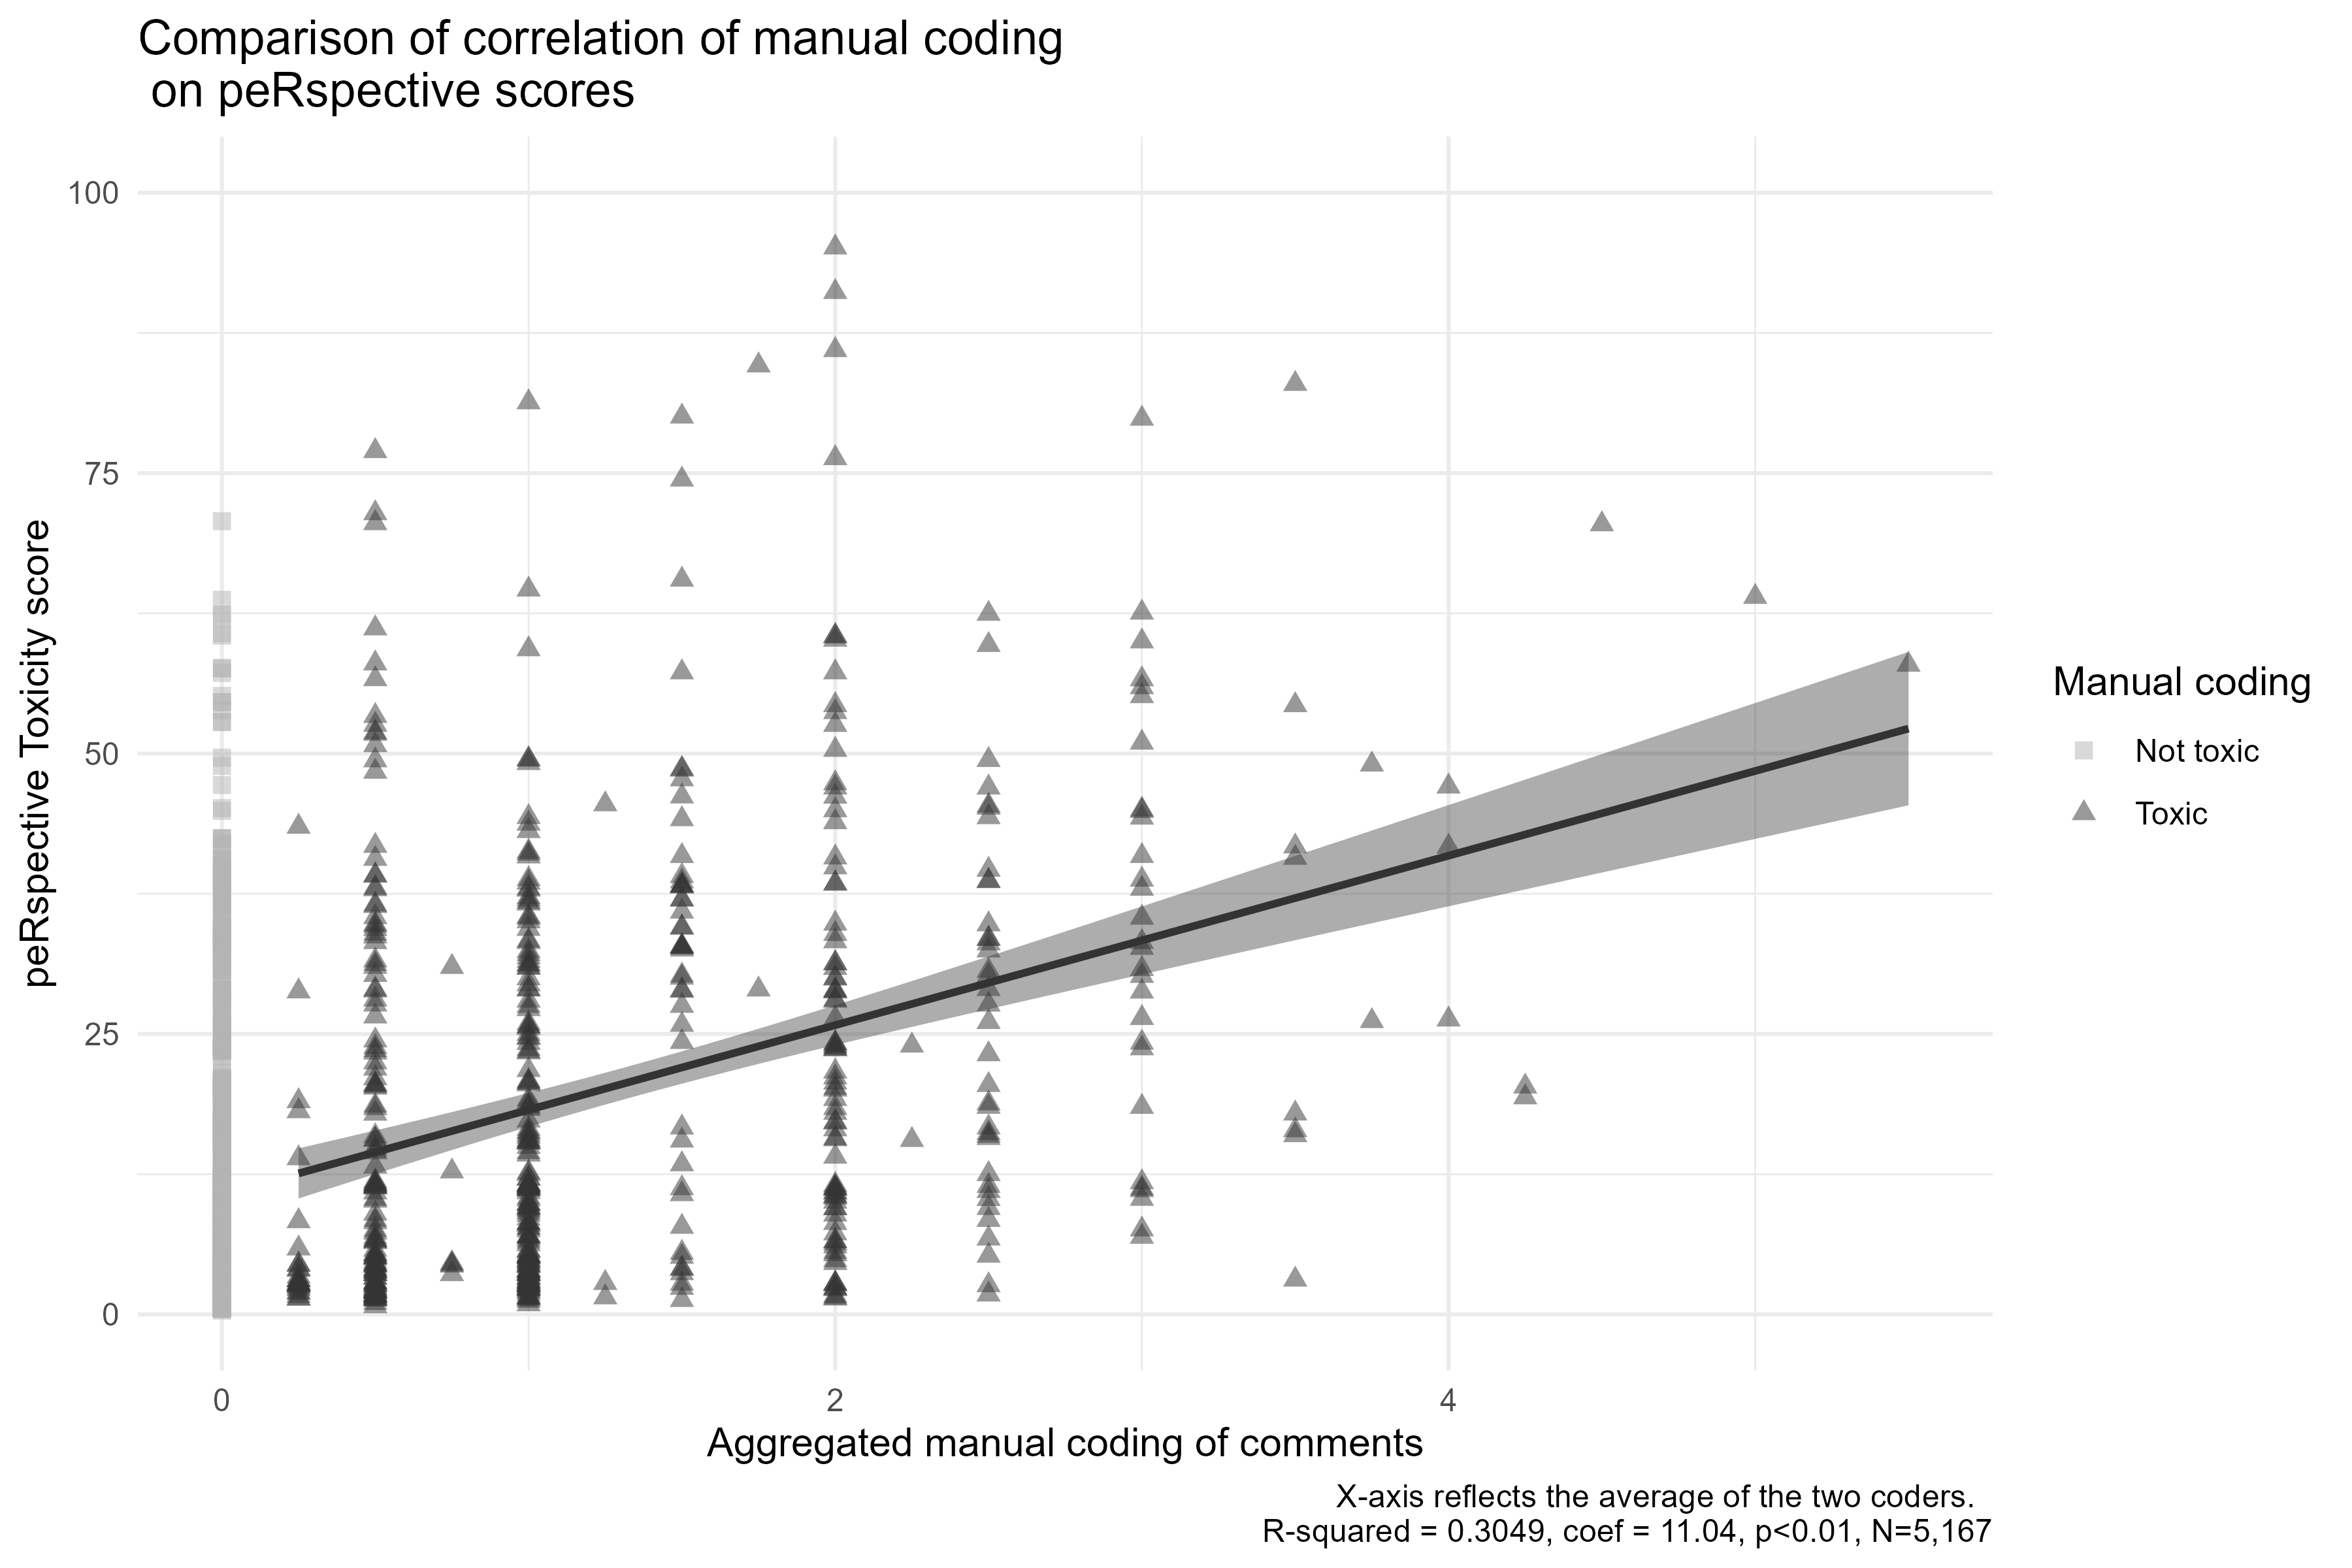 Comparison of correlation of manual coding
on peRspective scores
100
75
50
25
0
peRspective Toxicity score
0
2
4
Aggregated manual coding of comments
Manual coding
Not toxic
Toxic
X-axis reflects the average of the two coders.
R-squared = 0.3049, coef = 11.04, p<0.01, N=5,167